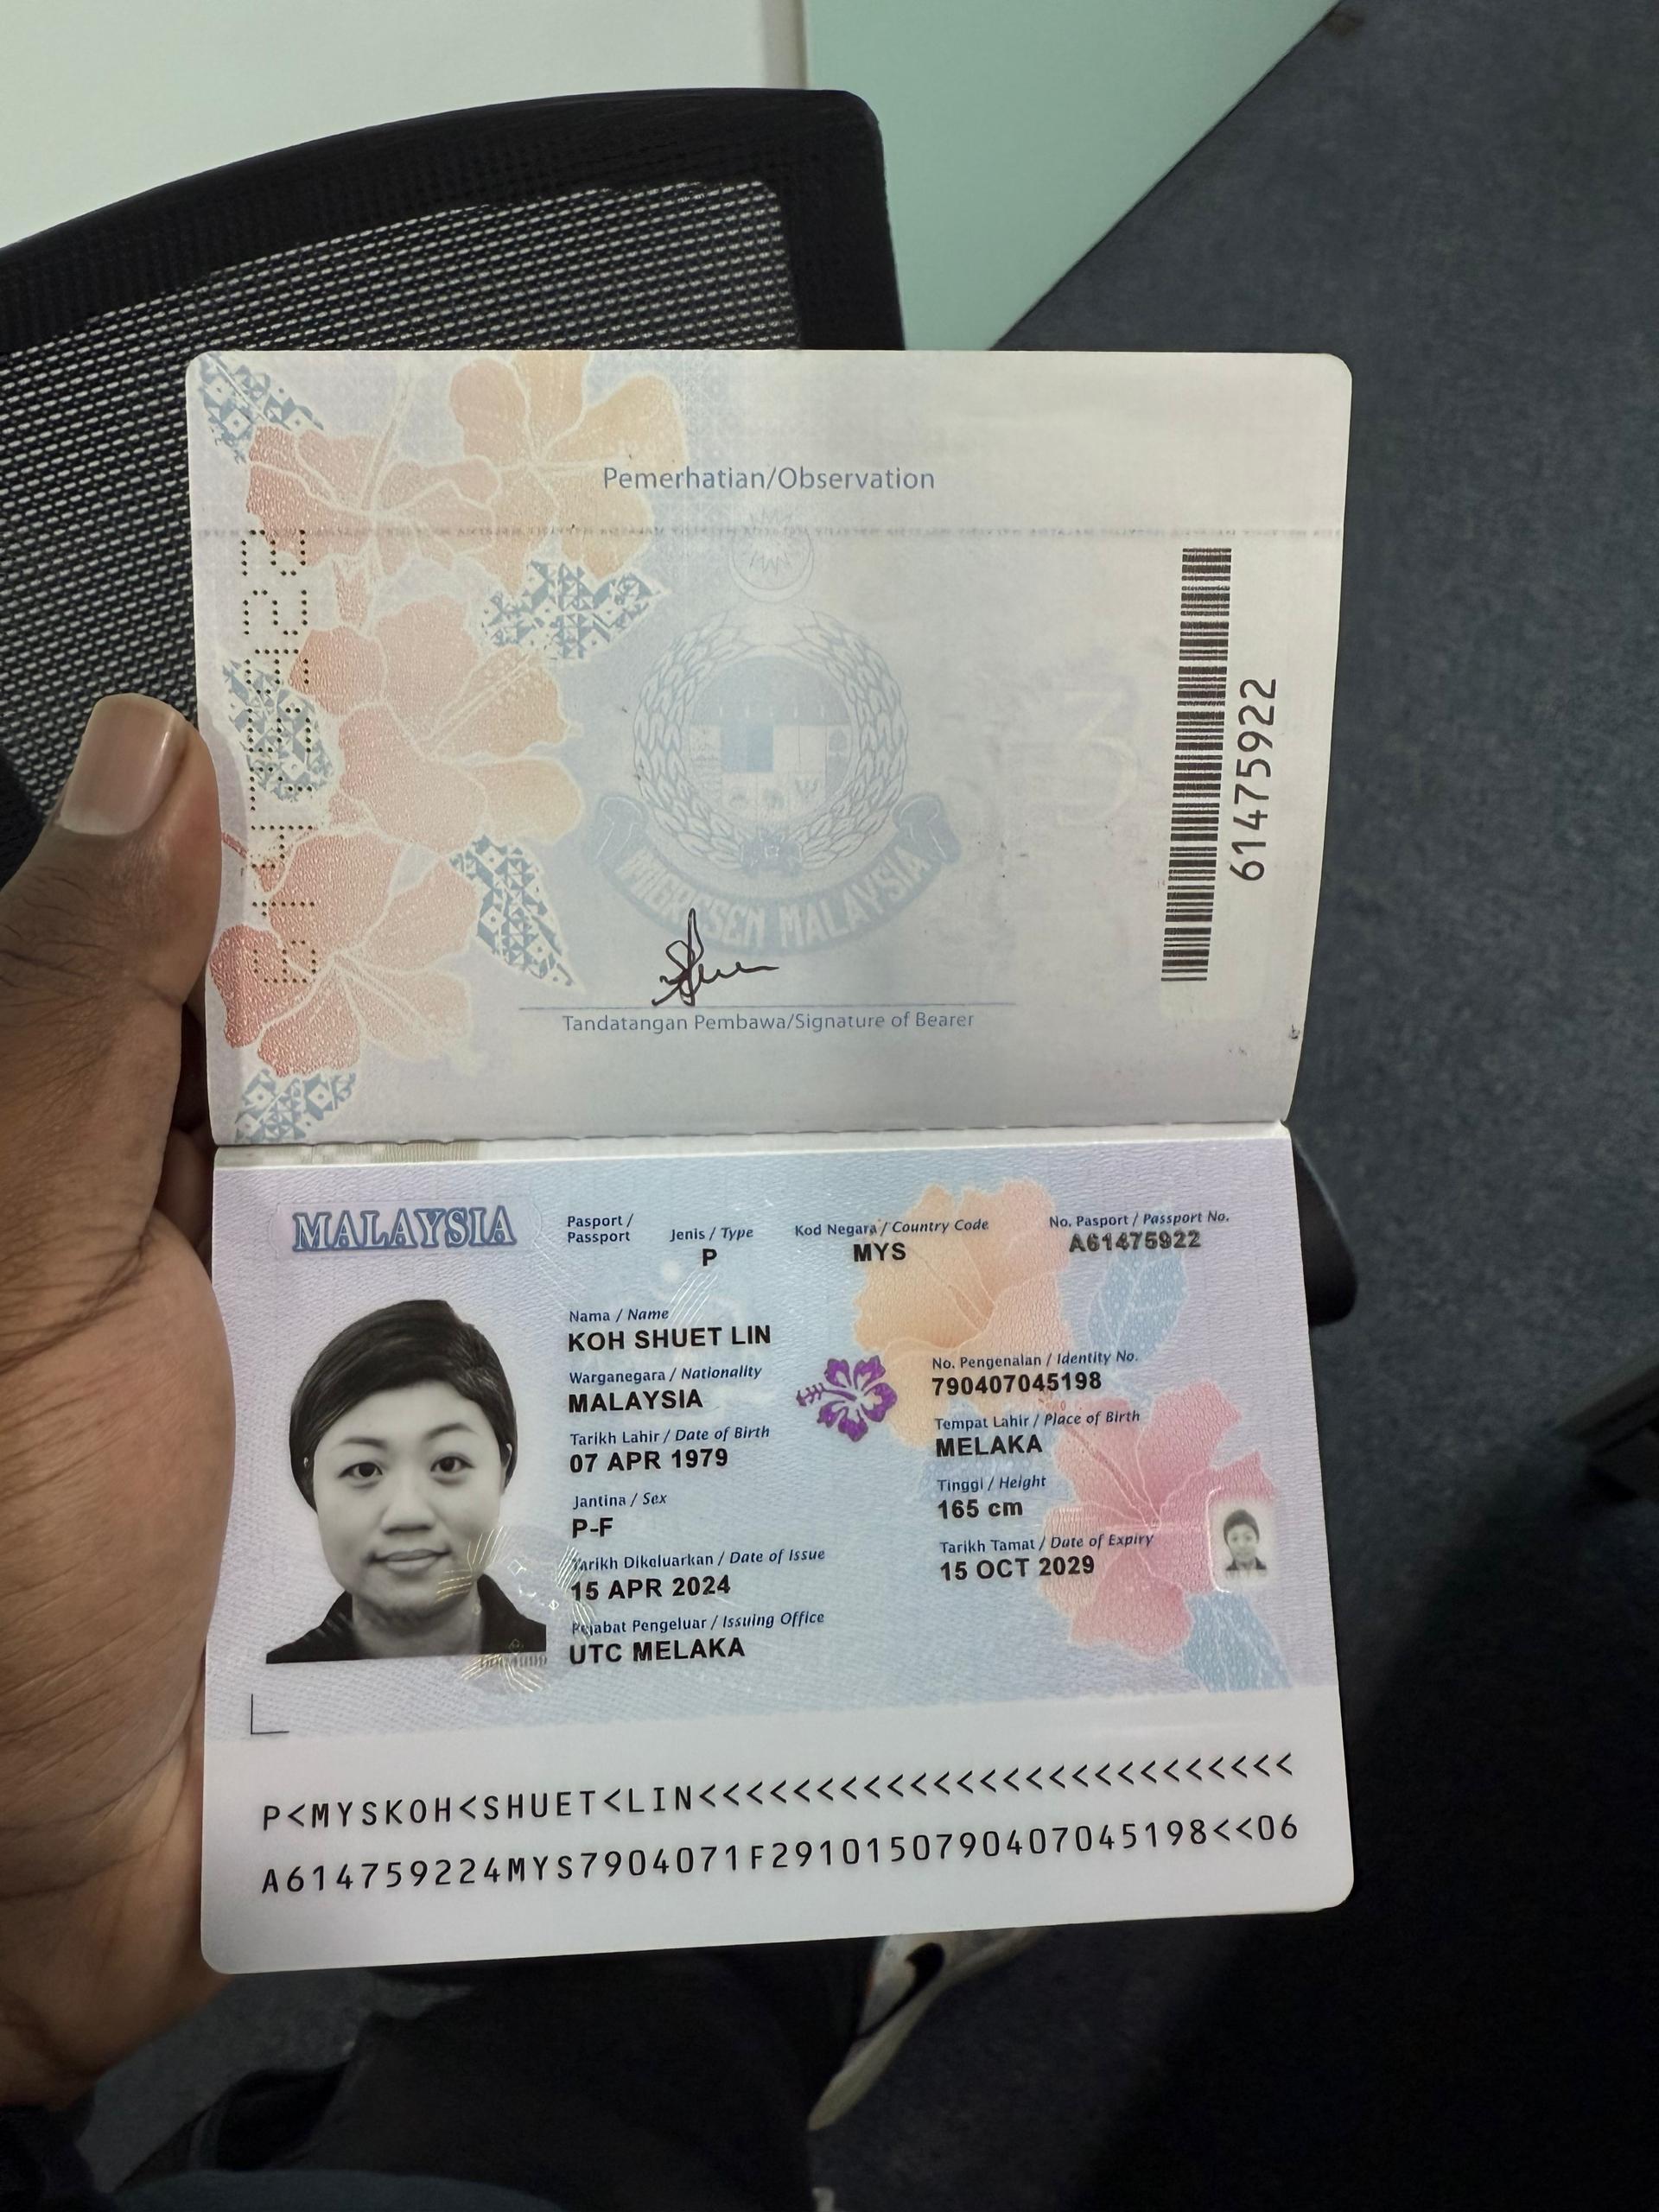 Pemerhatian/Observation
61475922
IMIGRESEN MALAYSIA
Tandatangan Pembawa/Signature of Bearer
MALAYSIA
Pasport / Passport
Jenis / Type
P
Kod Negara / Country Code
MYS
No. Pasport / Passport No.
A61475922
Nama / Name
KOH SHUET LIN
Warganegara / Nationality
MALAYSIA
Tarikh Lahir / Date of Birth
07 APR 1979
Jantina / Sex
P-F
Tarikh Dikeluarkan / Date of Issue
15 APR 2024
Pejabat Pengeluar / Issuing Office
UTC MELAKA
No. Pengenalan / Identity No.
790407045198
Tempat Lahir / Place of Birth
MELAKA
Tinggi / Height
165 cm
Tarikh Tamat / Date of Expiry
15 OCT 2029
P<MYSKOH<SHUET<LIN<<<<<<<<<<<<<<<<<<<<<<<<<<
A614759224MYS7904071F2910150790407045198<<06